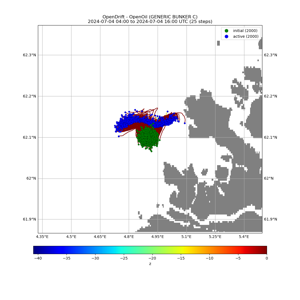 OpenDrift - OpenOil (GENERIC BUNKER C)
2024-07-04 04:00 to 2024-07-04 16:00 UTC (25 steps)
initial (2000)
active (2000)
62.3°N 62.3°N
62.2°N 62.2°N
62.1°N 62.1°N
62°N 62°N
61.9°N 61.9°N
4.35°E 4.5°E 4.65°E 4.8°E 4.95°E 5.1°E 5.25°E 5.4°E
−40 −35 −30 −25 −20 −15 −10 −5 0
z